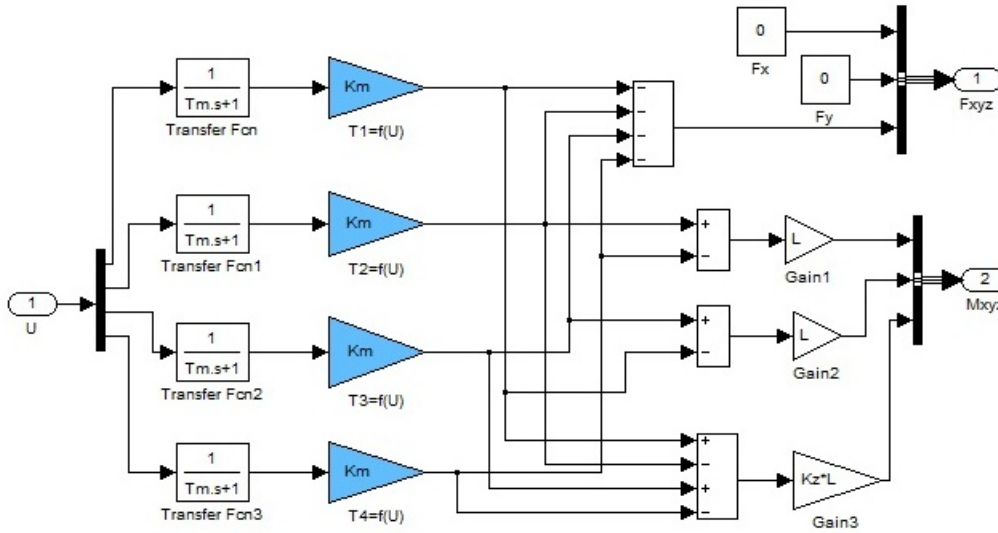 0
Fx
0
Fy
1
Fxyz
1
Tm.s+1
Transfer Fcn
Km
T1=f(U)
−
−
−
−
1
Tm.s+1
Transfer Fcn1
Km
T2=f(U)
+
−
L
Gain1
2
Mxyz
1
U
1
Tm.s+1
Transfer Fcn2
Km
T3=f(U)
+
−
L
Gain2
1
Tm.s+1
Transfer Fcn3
Km
T4=f(U)
+
−
+
−
Kz*L
Gain3